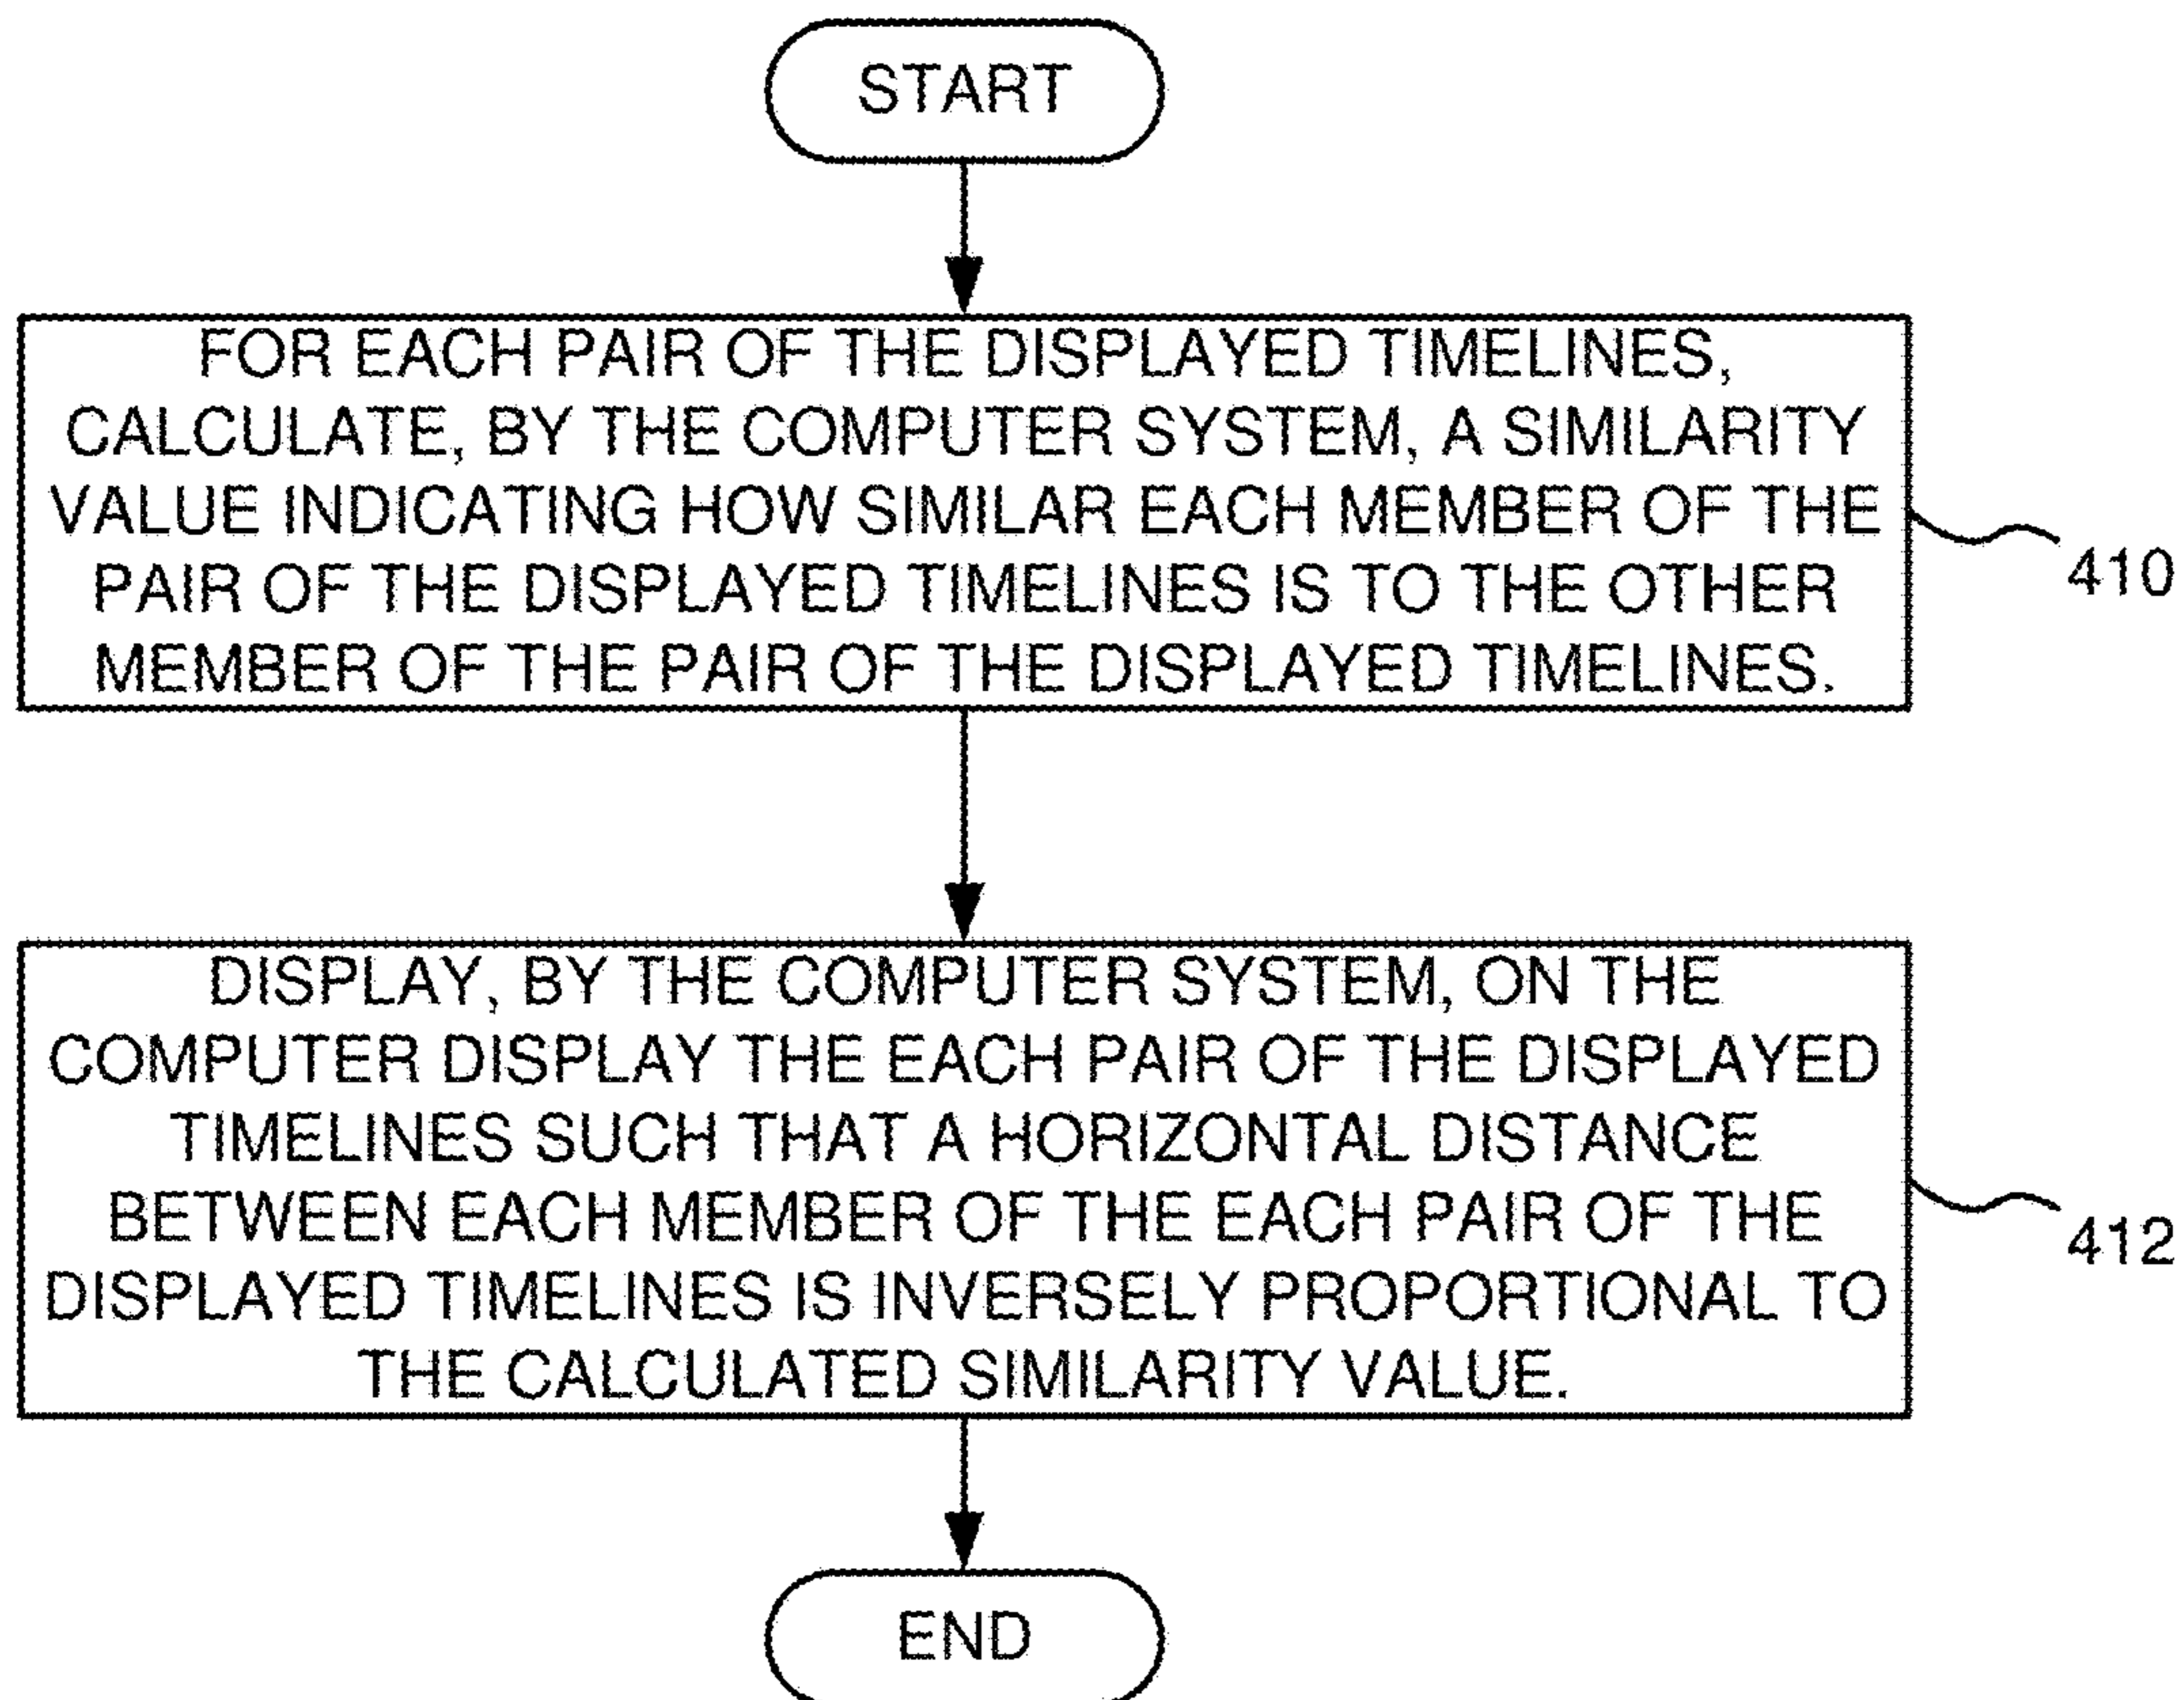 START
FOR EACH PAIR OF THE DISPLAYED TIMELINES,
CALCULATE, BY THE COMPUTER SYSTEM, A SIMILARITY
VALUE INDICATING HOW SIMILAR EACH MEMBER OF THE
PAIR OF THE DISPLAYED TIMELINES IS TO THE OTHER
MEMBER OF THE PAIR OF THE DISPLAYED TIMELINES.
410
DISPLAY, BY THE COMPUTER SYSTEM, ON THE
COMPUTER DISPLAY THE EACH PAIR OF THE DISPLAYED
TIMELINES SUCH THAT A HORIZONTAL DISTANCE
BETWEEN EACH MEMBER OF THE EACH PAIR OF THE
DISPLAYED TIMELINES IS INVERSELY PROPORTIONAL TO
THE CALCULATED SIMILARITY VALUE.
412
END